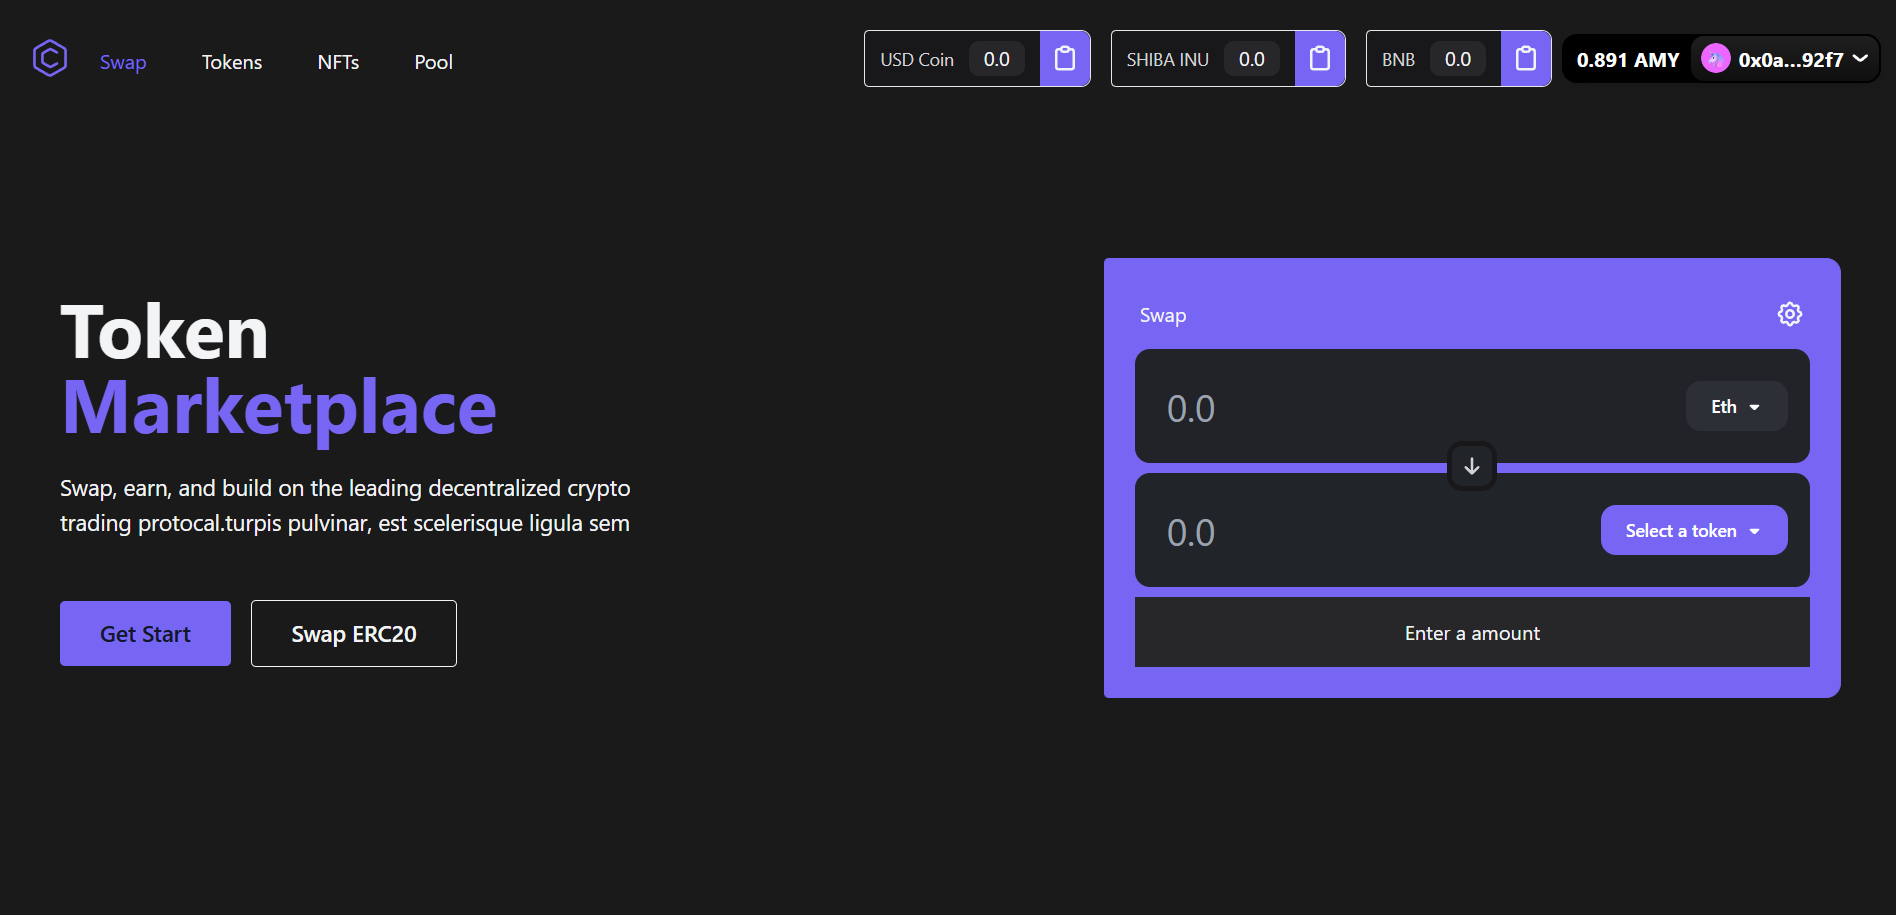 Swap Tokens NFTs Pool USD Coin 0.0 SHIBA INU 0.0 BNB 0.0 0.891 AMY 0x0a...92f7
Token
Marketplace
Swap, earn, and build on the leading decentralized crypto
trading protocal.turpis pulvinar, est scelerisque ligula sem
Get Start Swap ERC20
Swap
0.0 Eth
0.0 Select a token
Enter a amount